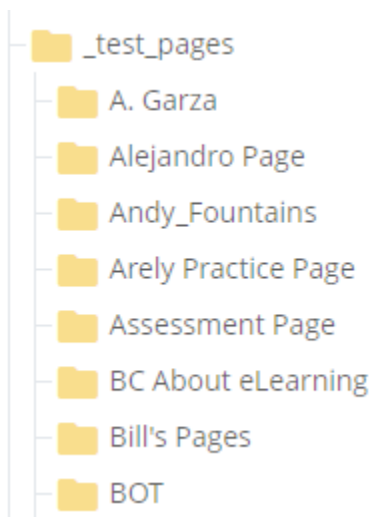 _test_pages
A. Garza
Alejandro Page
Andy_Fountains
Arely Practice Page
Assessment Page
BC About eLearning
Bill's Pages
BOT